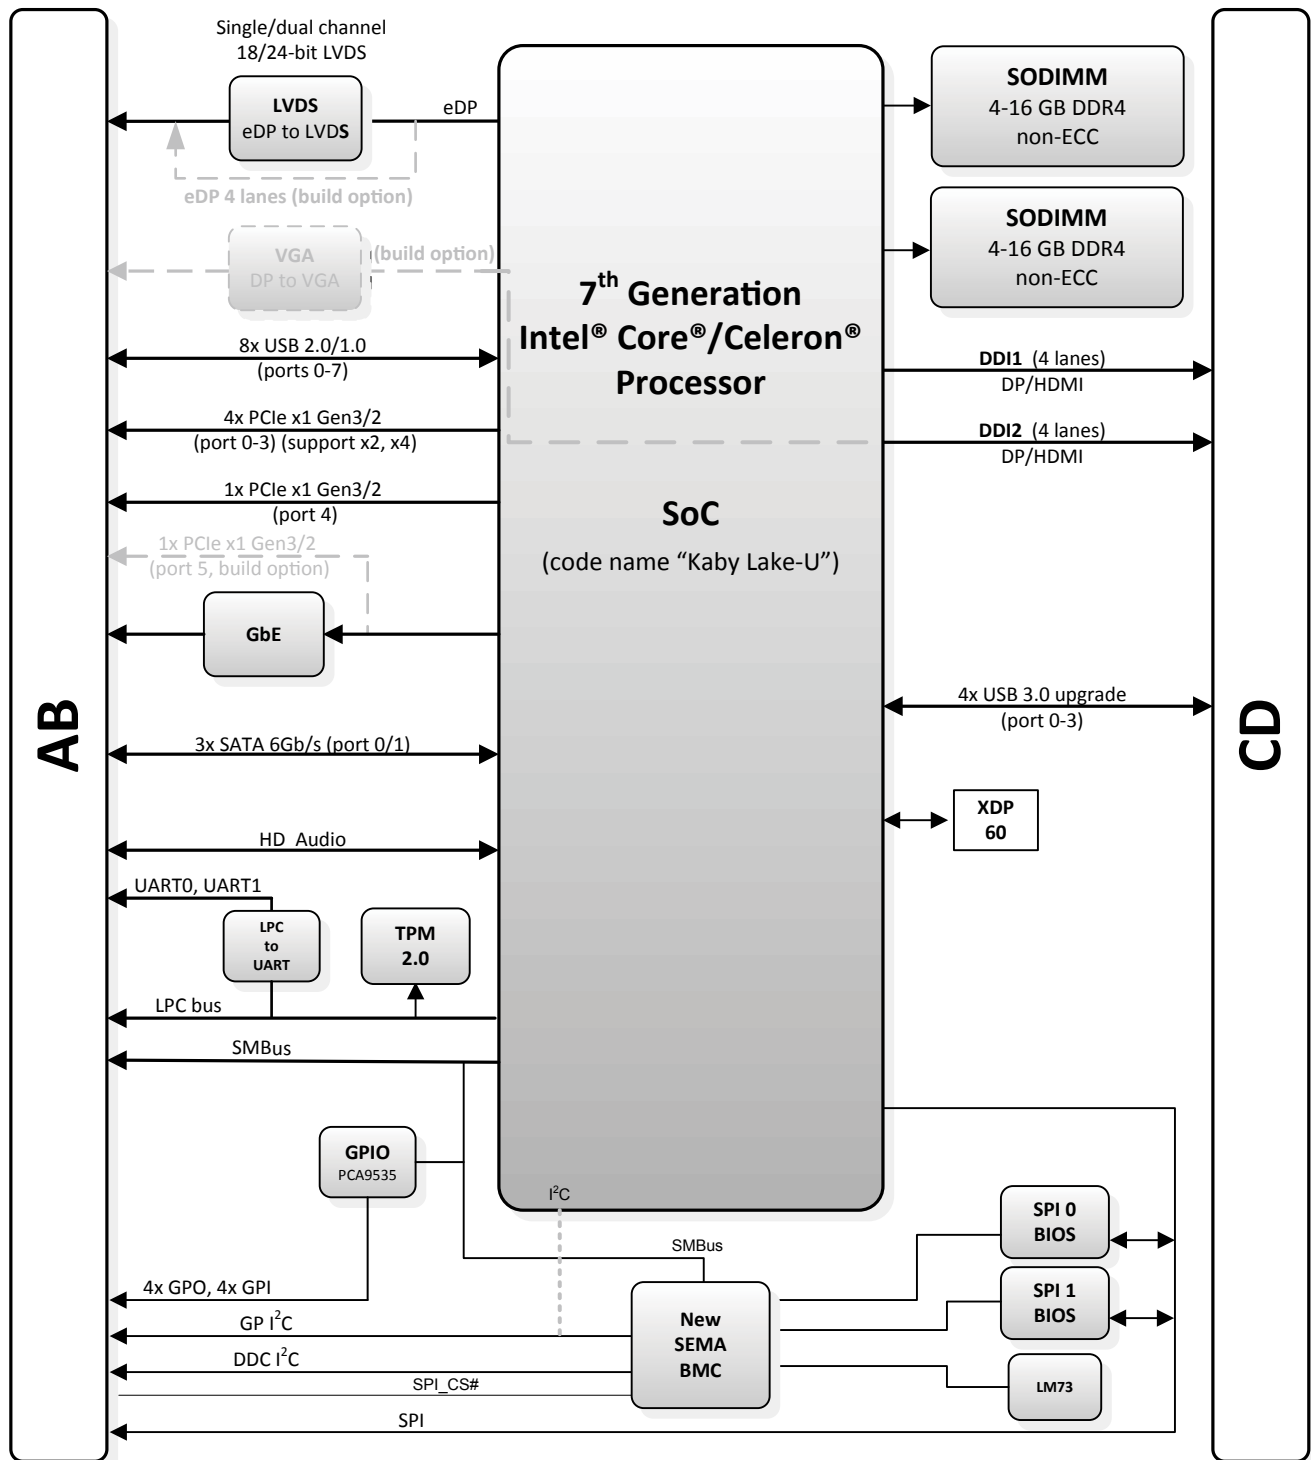 Single/dual channel
18/24-bit LVDS
LVDS
eDP to LVDS
eDP
eDP 4 lanes (build option)
VGA
DP to VGA
(build option)
8x USB 2.0/1.0
(ports 0-7)
4x PCIe x1 Gen3/2
(port 0-3) (support x2, x4)
1x PCIe x1 Gen3/2
(port 4)
1x PCIe x1 Gen3/2
(port 5, build option)
GbE
AB
3x SATA 6Gb/s (port 0/1)
HD Audio
UART0, UART1
LPC
to
UART
TPM
2.0
LPC bus
SMBus
GPIO
PCA9535
4x GPO, 4x GPI
GP I²C
DDC I²C
SPI_CS#
SPI
7th Generation
Intel® Core®/Celeron®
Processor
SoC
(code name “Kaby Lake-U”)
I²C
SMBus
New
SEMA
BMC
SODIMM
4-16 GB DDR4
non-ECC
SODIMM
4-16 GB DDR4
non-ECC
DDI1 (4 lanes)
DP/HDMI
DDI2 (4 lanes)
DP/HDMI
4x USB 3.0 upgrade
(port 0-3)
XDP
60
SPI 0
BIOS
SPI 1
BIOS
LM73
CD